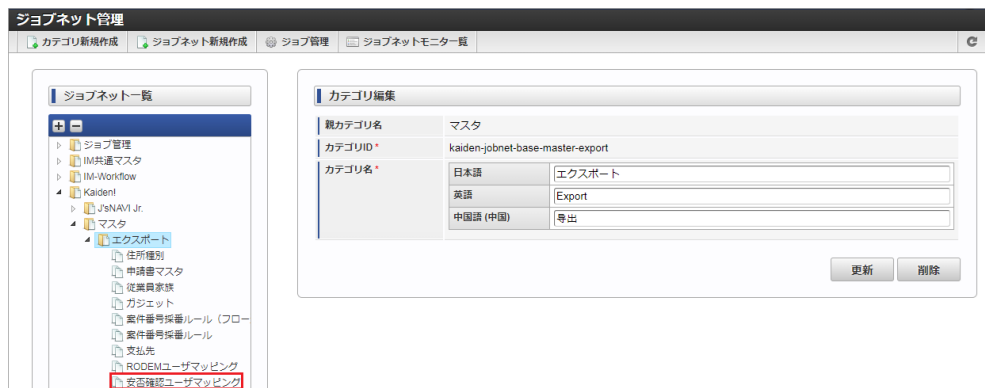 ジョブネット管理
カテゴリ新規作成 ジョブネット新規作成 ジョブ管理 ジョブネットモニタ一覧
ジョブネット一覧
ジョブ管理
IM共通マスタ
IM-Workflow
Kaiden!
J'sNAVI Jr.
マスタ
エクスポート
住所種別
申請書マスタ
従業員家族
ガジェット
案件番号採番ルール（フロー
案件番号採番ルール
支払先
RODEMユーザマッピング
安否確認ユーザマッピング
カテゴリ編集
親カテゴリ名 マスタ
カテゴリID * kaiden-jobnet-base-master-export
カテゴリ名 * 日本語 エクスポート
英語 Export
中国語 (中国) 导出
更新 削除